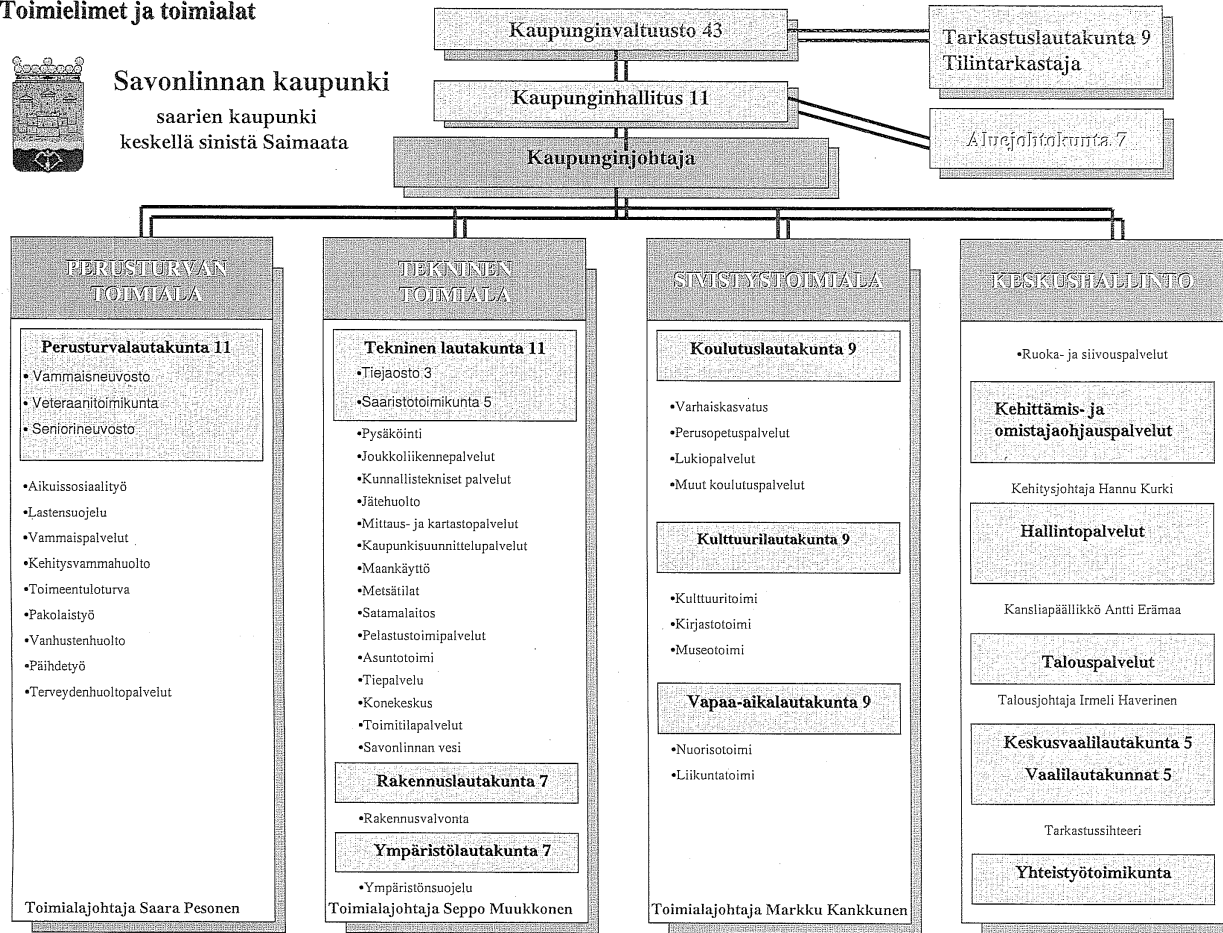 Toimielimet ja toimialat
Savonlinnan kaupunki
saarien kaupunki
keskellä sinistä Saimaata
Kaupunginvaltuusto 43
Tarkastuslautakunta 9
Tilintarkastaja
Kaupunginhallitus 11
Aluejohtokunta 7
Kaupunginjohtaja
PERUSTURVAN
TOIMIALA
Perusturvalautakunta 11
• Vammaisneuvosto
• Veteraanitoimikunta
• Seniorineuvosto
•Aikuissosiaalityö
•Lastensuojelu
•Vammaispalvelut
•Kehitysvammahuolto
•Toimeentuloturva
•Pakolaistyö
•Vanhustenhuolto
•Päihdetyö
•Terveydenhuoltopalvelut
Toimialajohtaja Saara Pesonen
TEKNINEN
TOIMIALA
Tekninen lautakunta 11
•Tiejaosto 3
•Saaristotoimikunta 5
•Pysäköinti
•Joukkoliikennepalvelut
•Kunnallistekniset palvelut
•Jätehuolto
•Mittaus- ja kartastopalvelut
•Kaupunkisuunnittelupalvelut
•Maankäyttö
•Metsätilat
•Satamalaitos
•Pelastustoimipalvelut
•Asuntotoimi
•Tiepalvelu
•Konekeskus
•Toimitilapalvelut
•Savonlinnan vesi
Rakennuslautakunta 7
•Rakennusvalvonta
Ympäristölautakunta 7
•Ympäristönsuojelu
Toimialajohtaja Seppo Muukkonen
SIVISTYSTOIMIALA
Koulutuslautakunta 9
•Varhaiskasvatus
•Perusopetuspalvelut
•Lukiopalvelut
•Muut koulutuspalvelut
Kulttuurilautakunta 9
•Kulttuuritoimi
•Kirjastotoimi
•Museotoimi
Vapaa-aikalautakunta 9
•Nuorisotoimi
•Liikuntatoimi
Toimialajohtaja Markku Kankkunen
KESKUSHALLINTO
•Ruoka- ja siivouspalvelut
Kehittämis- ja
omistajaohjauspalvelut
Kehitysjohtaja Hannu Kurki
Hallintopalvelut
Kansliapäällikkö Antti Erämaa
Talouspalvelut
Talousjohtaja Irmeli Haverinen
Keskusvaalilautakunta 5
Vaalilautakunnat 5
Tarkastussihteeri
Yhteistyötoimikunta